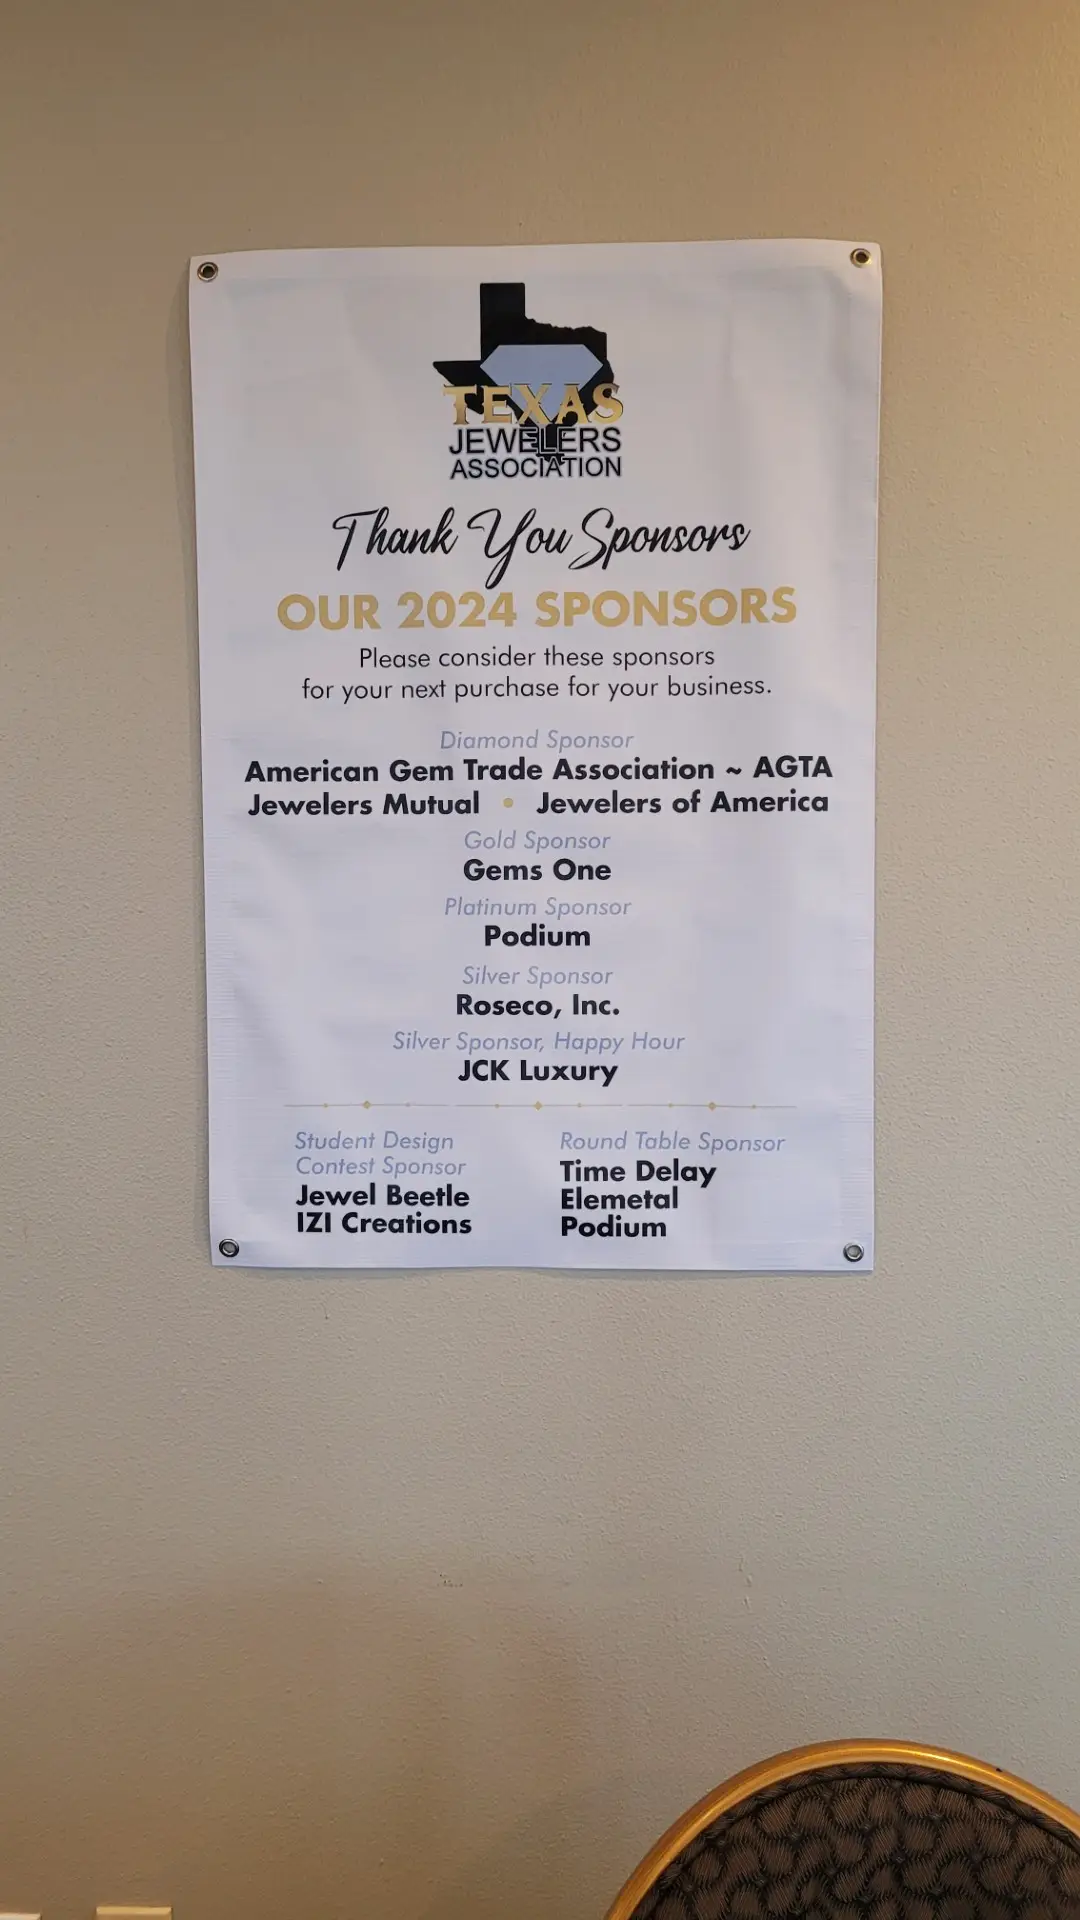 TEXAS
JEWELERS
ASSOCIATION
Thank You Sponsors
OUR 2024 SPONSORS
Please consider these sponsors
for your next purchase for your business.
Diamond Sponsor
American Gem Trade Association ~ AGTA
Jewelers Mutual • Jewelers of America
Gold Sponsor
Gems One
Platinum Sponsor
Podium
Silver Sponsor
Roseco, Inc.
Silver Sponsor, Happy Hour
JCK Luxury
Student Design
Contest Sponsor
Jewel Beetle
IZI Creations
Round Table Sponsor
Time Delay
Elemetal
Podium